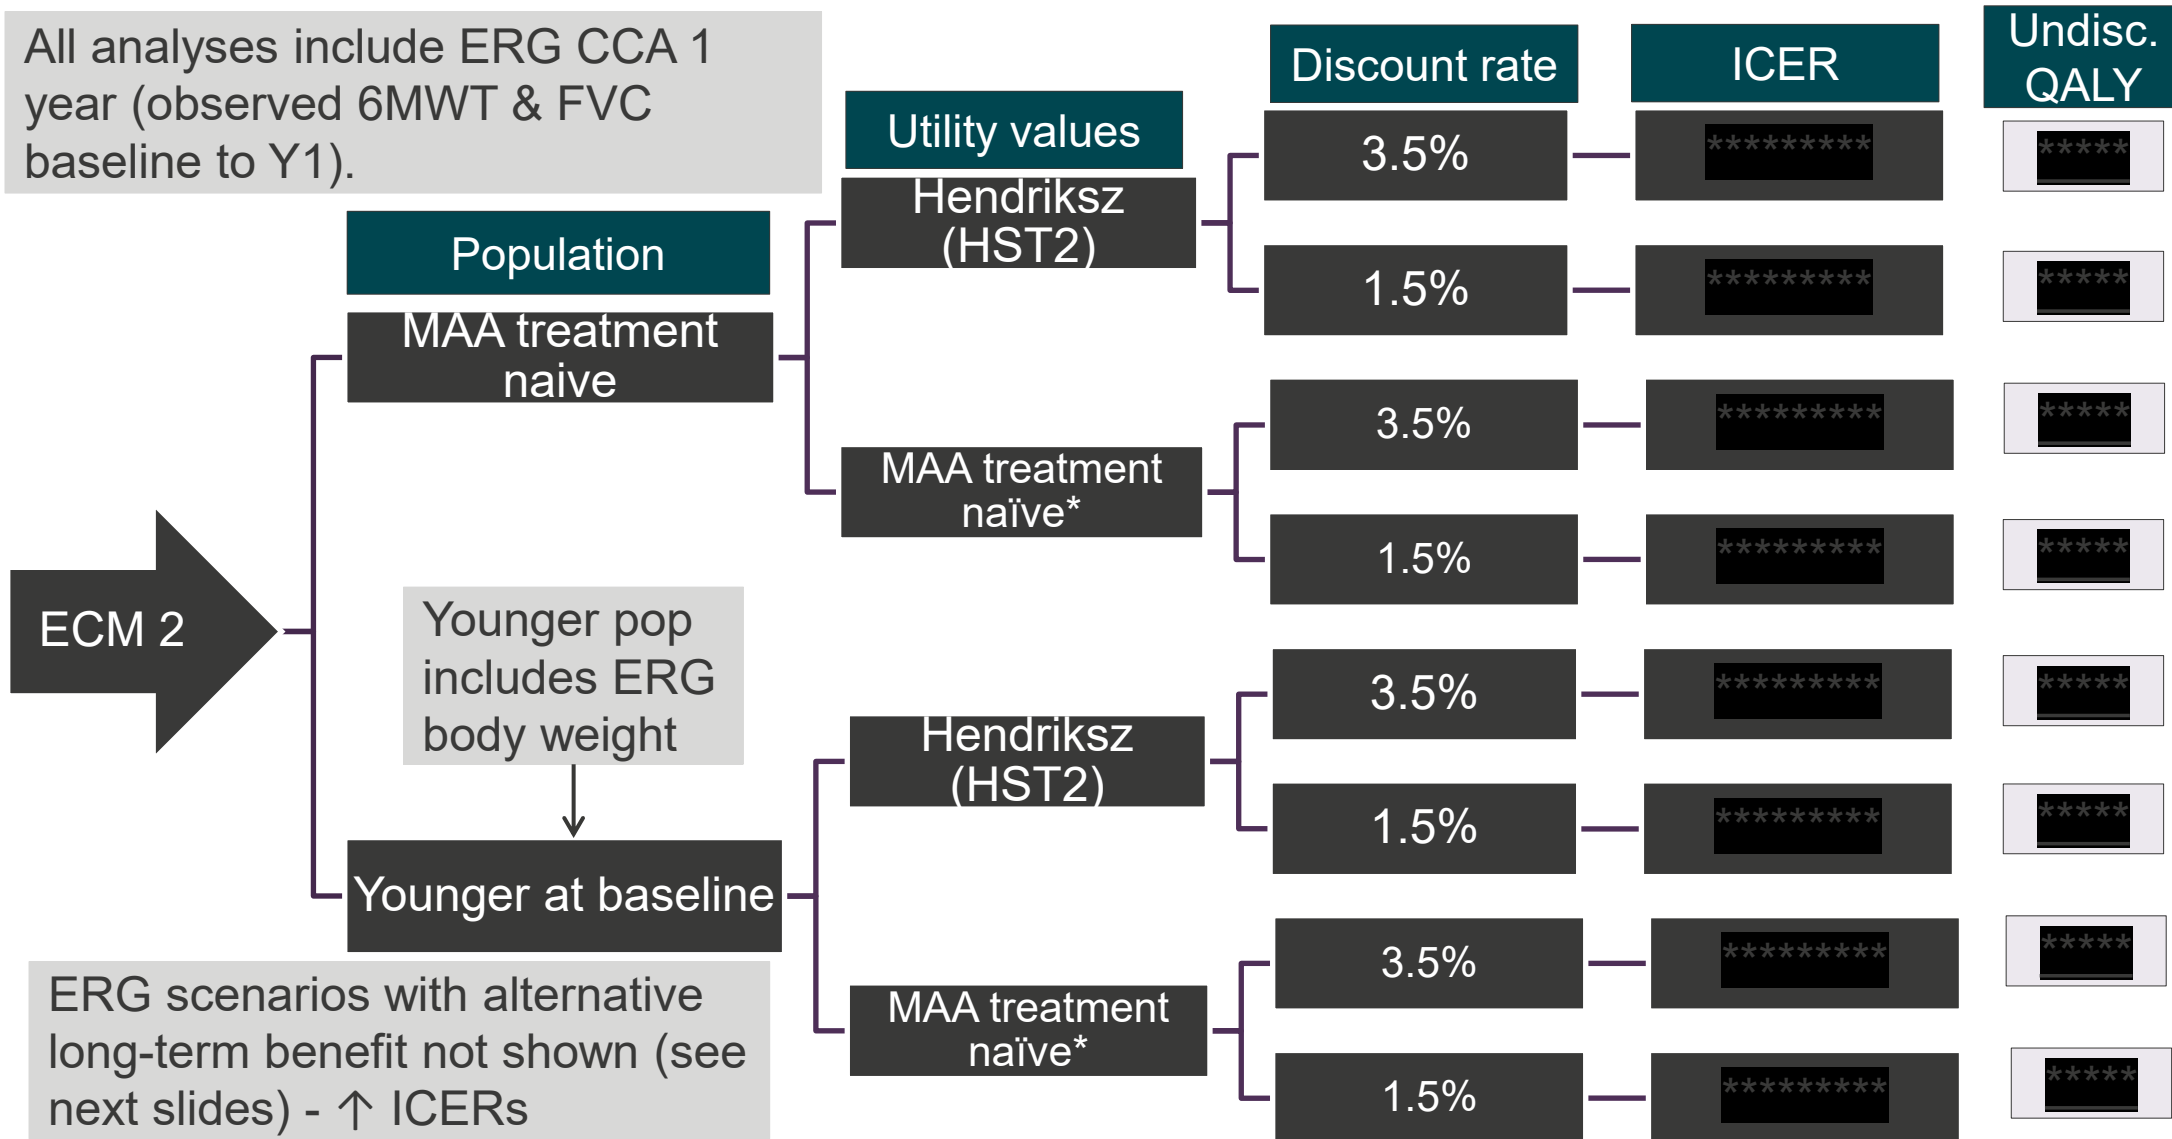 All analyses include ERG CCA 1
year (observed 6MWT & FVC
baseline to Y1).
Population
Utility values
Discount rate
ICER
Undisc.
QALY
ECM 2
MAA treatment
naive
Hendriksz
(HST2)
3.5%
*********
*****
1.5%
*********
*****
MAA treatment
naïve*
3.5%
*********
*****
1.5%
*********
*****
Younger pop
includes ERG
body weight
Younger at baseline
Hendriksz
(HST2)
3.5%
*********
*****
1.5%
*********
*****
MAA treatment
naïve*
3.5%
*********
*****
1.5%
*********
*****
ERG scenarios with alternative
long-term benefit not shown (see
next slides) - ↑ ICERs